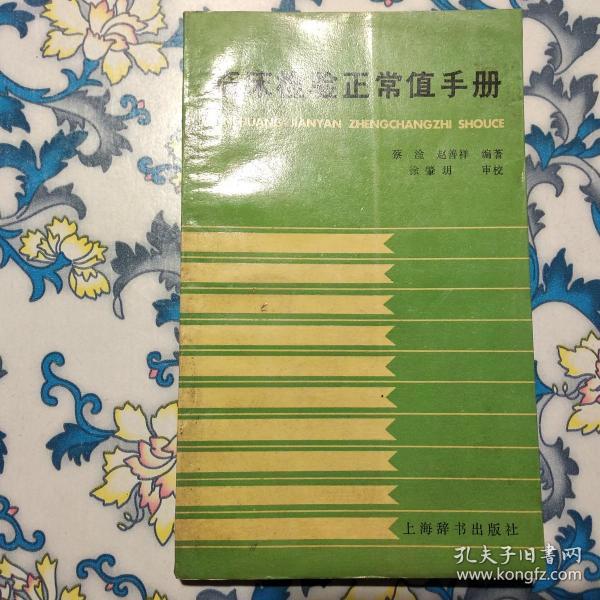 临床检验正常值手册
LINCHUANG JIANYAN ZHENGCHANGZHI SHOUCE
蔡淦 赵善祥 编著
涂肇玥 审校
上海辞书出版社
孔夫子旧书网
www.kongfz.com